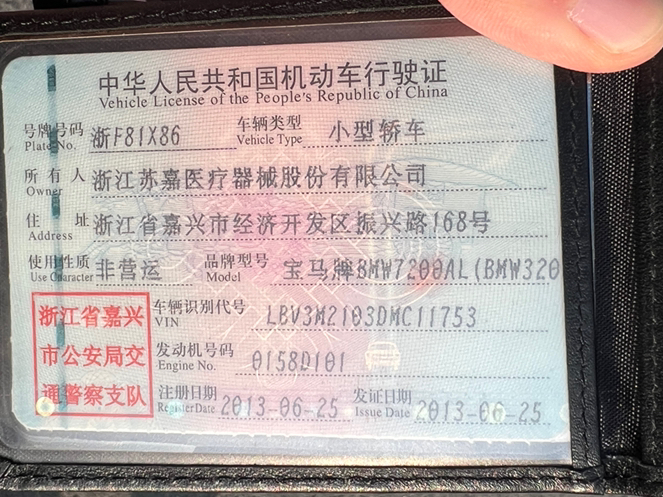 中华人民共和国机动车行驶证
Vehicle License of the People's Republic of China
号牌号码 浙F81X86 车辆类型 小型轿车
Plate No. Vehicle Type
所有人 浙江苏嘉医疗器械股份有限公司
Owner
住址 浙江省嘉兴市经济开发区振兴路168号
Address
使用性质 非营运 品牌型号 宝马牌BMW7200AL(BMW320
Use Character Model
浙江省嘉兴
市公安局交
通警察支队
车辆识别代号 LBV3M2103DMC11753
VIN
发动机号码 0158D101
Engine No.
注册日期 2013-06-25 发证日期 2013-06-25
Register Date Issue Date